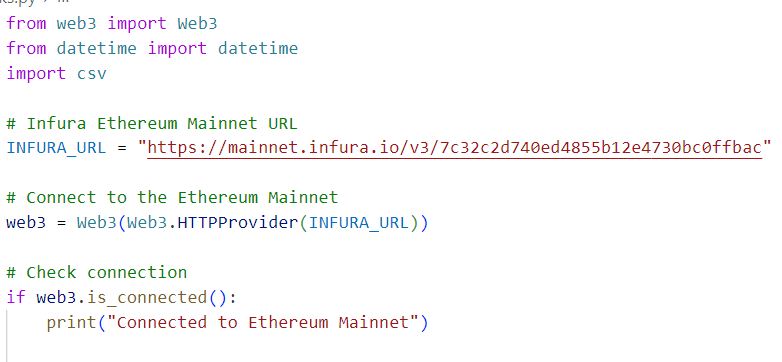 from web3 import Web3
from datetime import datetime
import csv
# Infura Ethereum Mainnet URL
INFURA_URL = "https://mainnet.infura.io/v3/7c32c2d740ed4855b12e4730bc0ffbac"
# Connect to the Ethereum Mainnet
web3 = Web3(Web3.HTTPProvider(INFURA_URL))
# Check connection
if web3.is_connected():
    print("Connected to Ethereum Mainnet")